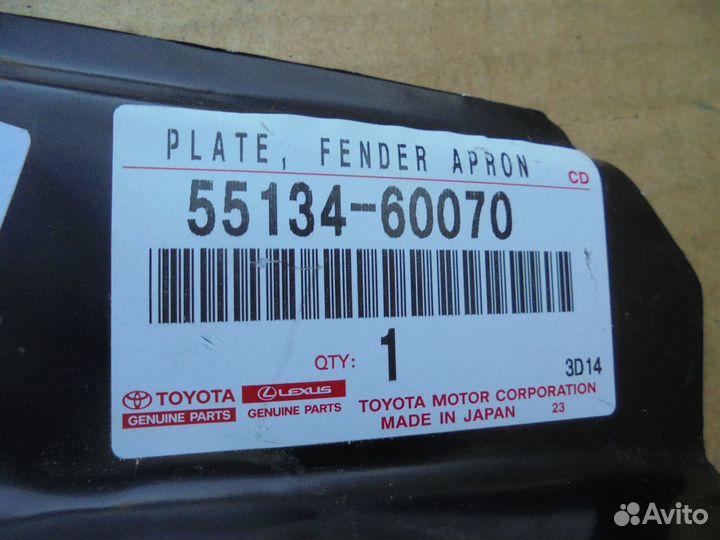 PLATE, FENDER APRON
CD
55134-60070
QTY: 1
3D14
TOYOTA
GENUINE PARTS
LEXUS
GENUINE PARTS
TOYOTA MOTOR CORPORATION
MADE IN JAPAN 23
Avito